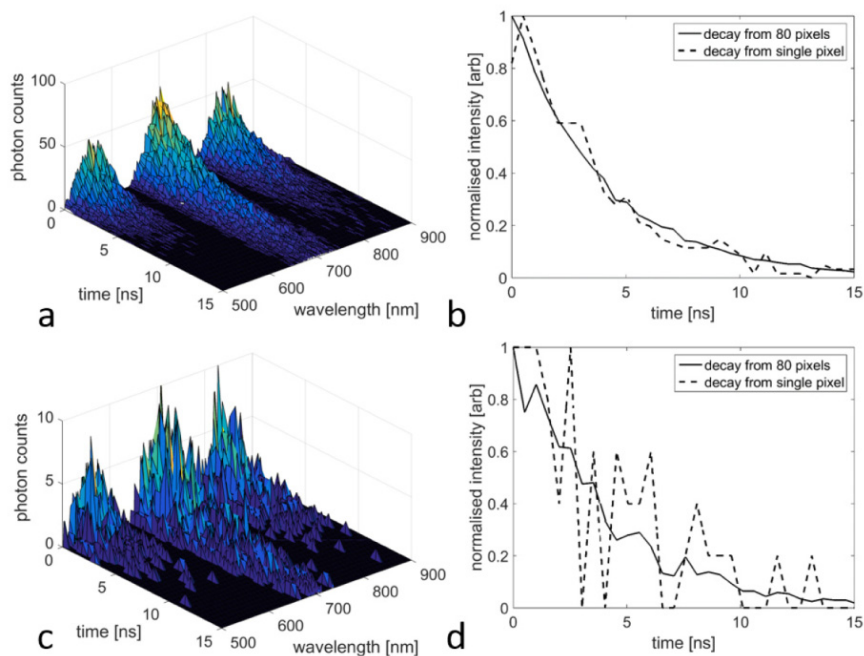 100
50
0
photon counts
0
5
10
15
time [ns]
500
600
700
800
900
wavelength [nm]
a
1
0.8
0.6
0.4
0.2
0
normalised intensity [arb]
decay from 80 pixels
decay from single pixel
0
5
10
15
time [ns]
b
10
5
0
photon counts
0
5
10
15
time [ns]
500
600
700
800
900
wavelength [nm]
c
1
0.8
0.6
0.4
0.2
0
normalised intensity [arb]
decay from 80 pixels
decay from single pixel
0
5
10
15
time [ns]
d